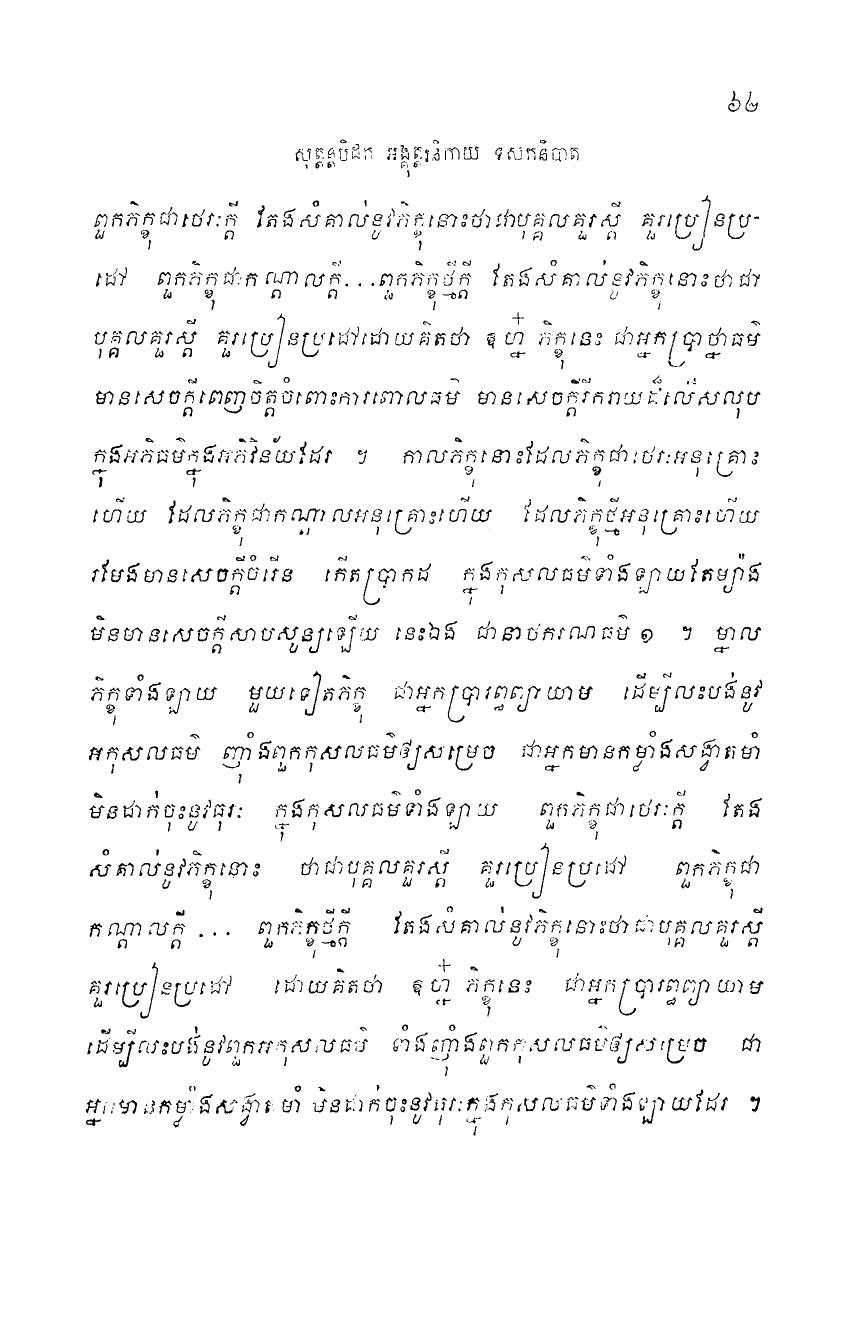 ៦២
សុត្តន្តបិដក អង្គុត្តរនិកាយ ទសកនិបាត
ពួកភិក្ខុជាថេរៈក្តី តែងសំគាល់នូវភិក្ខុនោះថាជាបុគ្គលគួរស្តី គួរប្រៀនប្រ-
ដៅ ពួកភិក្ខុជាកណ្តាលក្តី...ពួកភិក្ខុថ្មីក្តី តែងសំគាល់នូវភិក្ខុនោះថាជា
បុគ្គលគួរស្តី គួរប្រៀនប្រដៅដោយគិតថា ឧហ្ន៎ ភិក្ខុនេះ ជាអ្នកប្រាថ្នាធម៌
មានសេចក្តីពេញចិត្តចំពោះការពោលធម៌ មានសេចក្តីរីករាយដ៏លើសលុប
ក្នុងអភិធម៌ក្នុងអភិវិន័យដែរ ។ កាលភិក្ខុនោះដែលភិក្ខុជាថេរៈអនុគ្រោះ
ហើយ ដែលភិក្ខុជាកណ្តាលអនុគ្រោះហើយ ដែលភិក្ខុថ្មីអនុគ្រោះហើយ
រមែងមានសេចក្តីចំរើន កើតប្រាកដ ក្នុងកុសលធម៌ទាំងឡាយតែម្យ៉ាង
មិនមានសេចក្តីសាបសូន្យឡើយ នេះឯង ជានាថករណធម៌ ១ ។ ម្នាល
ភិក្ខុទាំងឡាយ មួយទៀតភិក្ខុ ជាអ្នកប្រារព្ធព្យាយាម ដើម្បីលះបង់នូវ
អកុសលធម៌ ញ៉ាំងពួកកុសលធម៌ឲ្យសម្រេច ជាអ្នកមានកម្លាំងសង្វាតមាំ
មិនដាក់ចុះនូវធុរៈ ក្នុងកុសលធម៌ទាំងឡាយ ពួកភិក្ខុជាថេរៈក្តី តែង
សំគាល់នូវភិក្ខុនោះ ថាជាបុគ្គលគួរស្តី គួរប្រៀនប្រដៅ ពួកភិក្ខុជា
កណ្តាលក្តី ... ពួកភិក្ខុថ្មីក្តី តែងសំគាល់នូវភិក្ខុនោះថាជាបុគ្គលគួរស្តី
គួរប្រៀនប្រដៅ ដោយគិតថា ឧហ្ន៎ ភិក្ខុនេះ ជាអ្នកប្រារព្ធព្យាយាម
ដើម្បីលះបង់នូវពួកអកុសលធម៌ ទាំងញ៉ាំងពួកកុសលធម៌ឲ្យសម្រេច ជា
អ្នកមានកម្លាំងសង្វាតមាំ មិនដាក់ចុះនូវធុរៈក្នុងកុសលធម៌ទាំងឡាយដែរ ។